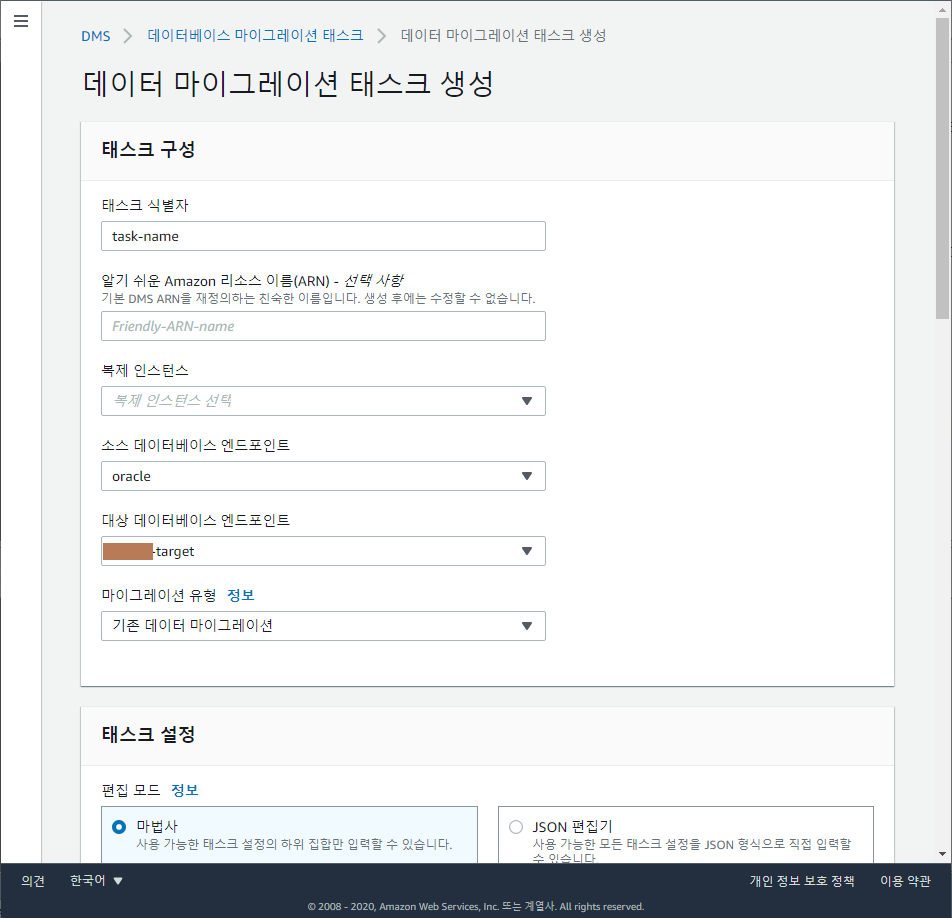 DMS > 데이터베이스 마이그레이션 태스크 > 데이터 마이그레이션 태스크 생성
데이터 마이그레이션 태스크 생성
태스크 구성
태스크 식별자
task-name
알기 쉬운 Amazon 리소스 이름(ARN) - 선택 사항
기본 DMS ARN을 재정의하는 친숙한 이름입니다. 생성 후에는 수정할 수 없습니다.
Friendly-ARN-name
복제 인스턴스
복제 인스턴스 선택
소스 데이터베이스 엔드포인트
oracle
대상 데이터베이스 엔드포인트
-target
마이그레이션 유형 정보
기존 데이터 마이그레이션
태스크 설정
편집 모드 정보
마법사
사용 가능한 태스크 설정의 하위 집합만 입력할 수 있습니다.
JSON 편집기
사용 가능한 모든 태스크 설정을 JSON 형식으로 직접 입력할
수 있습니다.
의견 한국어 개인 정보 보호 정책 이용 약관
© 2008 - 2020, Amazon Web Services, Inc. 또는 계열사. All rights reserved.